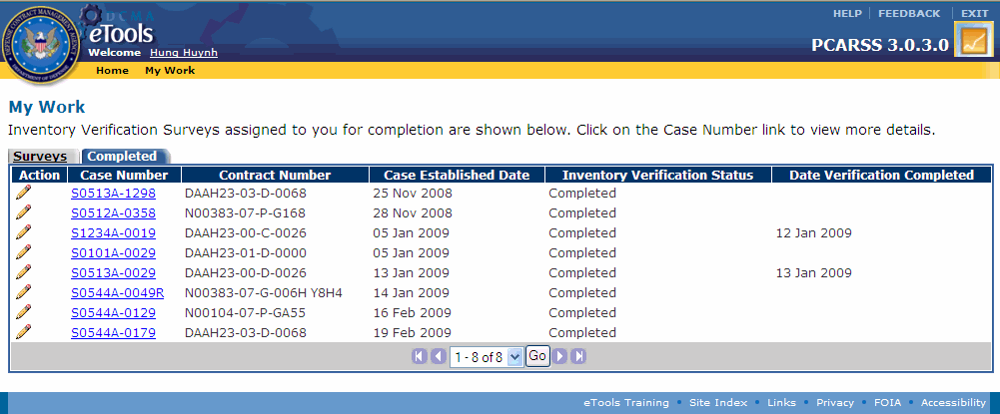 HELP | FEEDBACK | EXIT
DCMA
eTools
Welcome Hung Huynh
PCARSS 3.0.3.0
Home My Work
My Work
Inventory Verification Surveys assigned to you for completion are shown below. Click on the Case Number link to view more details.
Surveys Completed
Action Case Number Contract Number Case Established Date Inventory Verification Status Date Verification Completed
S0513A-1298 DAAH23-03-D-0068 25 Nov 2008 Completed
S0512A-0358 N00383-07-P-G168 28 Nov 2008 Completed
S1234A-0019 DAAH23-00-C-0026 05 Jan 2009 Completed 12 Jan 2009
S0101A-0029 DAAH23-01-D-0000 05 Jan 2009 Completed
S0513A-0029 DAAH23-00-D-0026 13 Jan 2009 Completed 13 Jan 2009
S0544A-0049R N00383-07-G-006H Y8H4 14 Jan 2009 Completed
S0544A-0129 N00104-07-P-GA55 16 Feb 2009 Completed
S0544A-0179 DAAH23-03-D-0068 19 Feb 2009 Completed
1 - 8 of 8 Go
eTools Training • Site Index • Links • Privacy • FOIA • Accessibility